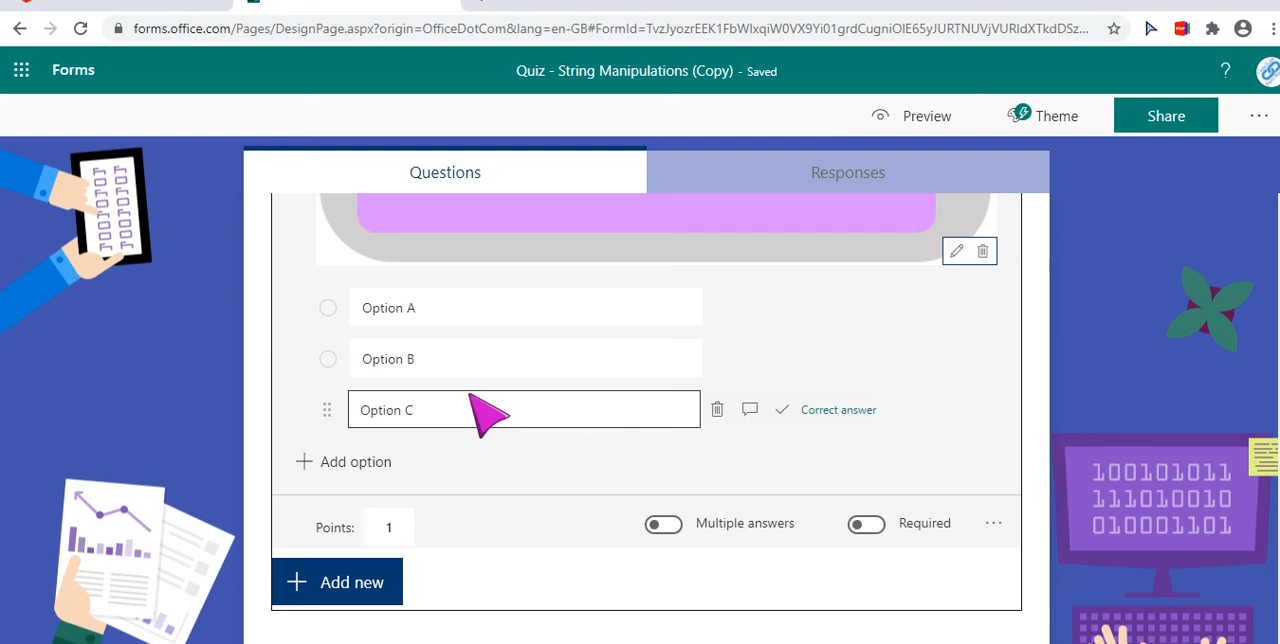 forms.office.com/Pages/DesignPage.aspx?origin=OfficeDotCom&lang=en-GB#FormId=TvzJyozrEEK1FbWlxqiW0VX9Yi01grdCugniOlE65yJURTNUVjVURldXTkdDSz...
Forms
Quiz - String Manipulations (Copy) - Saved
?
Preview
Theme
Share
...
Questions
Responses
Option A
Option B
Option C
Correct answer
+ Add option
Points: 1
Multiple answers
Required
...
+ Add new
100101011
111010010
010001101